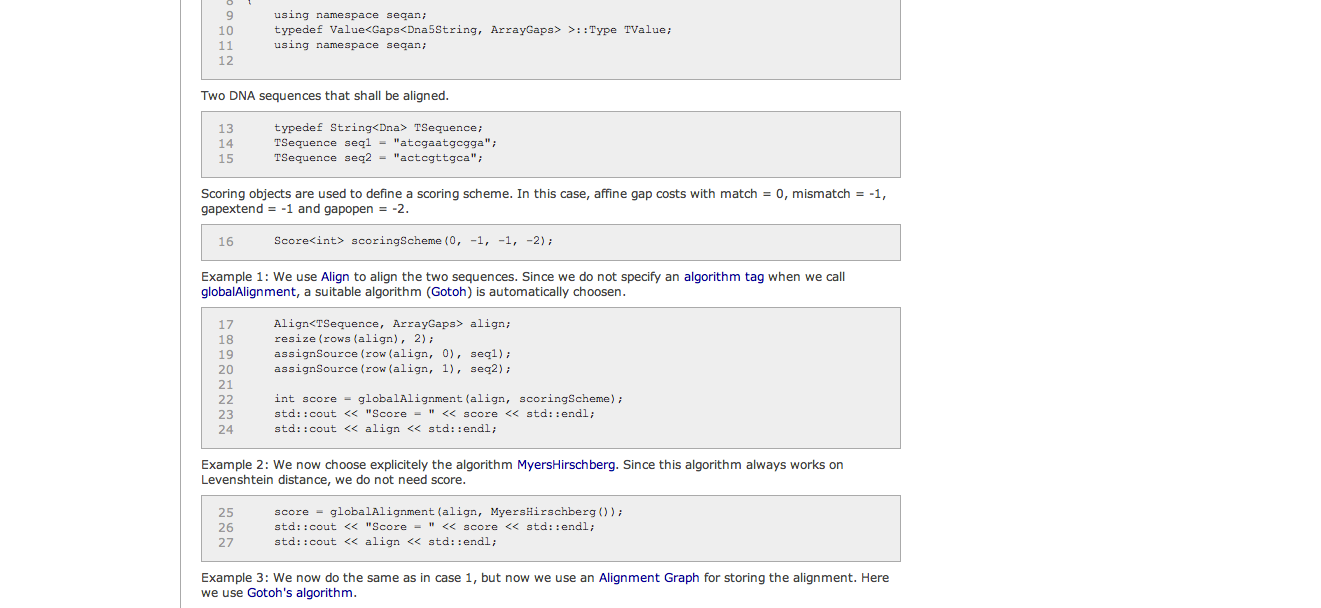 8 {
9 using namespace seqan;
10 typedef Value<Gaps<Dna5String, ArrayGaps> >::Type TValue;
11 using namespace seqan;
12
Two DNA sequences that shall be aligned.
13 typedef String<Dna> TSequence;
14 TSequence seq1 = "atcgaatgcgga";
15 TSequence seq2 = "actcgttgca";
Scoring objects are used to define a scoring scheme. In this case, affine gap costs with match = 0, mismatch = -1,
gapextend = -1 and gapopen = -2.
16 Score<int> scoringScheme(0, -1, -1, -2);
Example 1: We use Align to align the two sequences. Since we do not specify an algorithm tag when we call
globalAlignment, a suitable algorithm (Gotoh) is automatically choosen.
17 Align<TSequence, ArrayGaps> align;
18 resize(rows(align), 2);
19 assignSource(row(align, 0), seq1);
20 assignSource(row(align, 1), seq2);
21
22 int score = globalAlignment(align, scoringScheme);
23 std::cout << "Score = " << score << std::endl;
24 std::cout << align << std::endl;
Example 2: We now choose explicitely the algorithm MyersHirschberg. Since this algorithm always works on
Levenshtein distance, we do not need score.
25 score = globalAlignment(align, MyersHirschberg());
26 std::cout << "Score = " << score << std::endl;
27 std::cout << align << std::endl;
Example 3: We now do the same as in case 1, but now we use an Alignment Graph for storing the alignment. Here
we use Gotoh's algorithm.